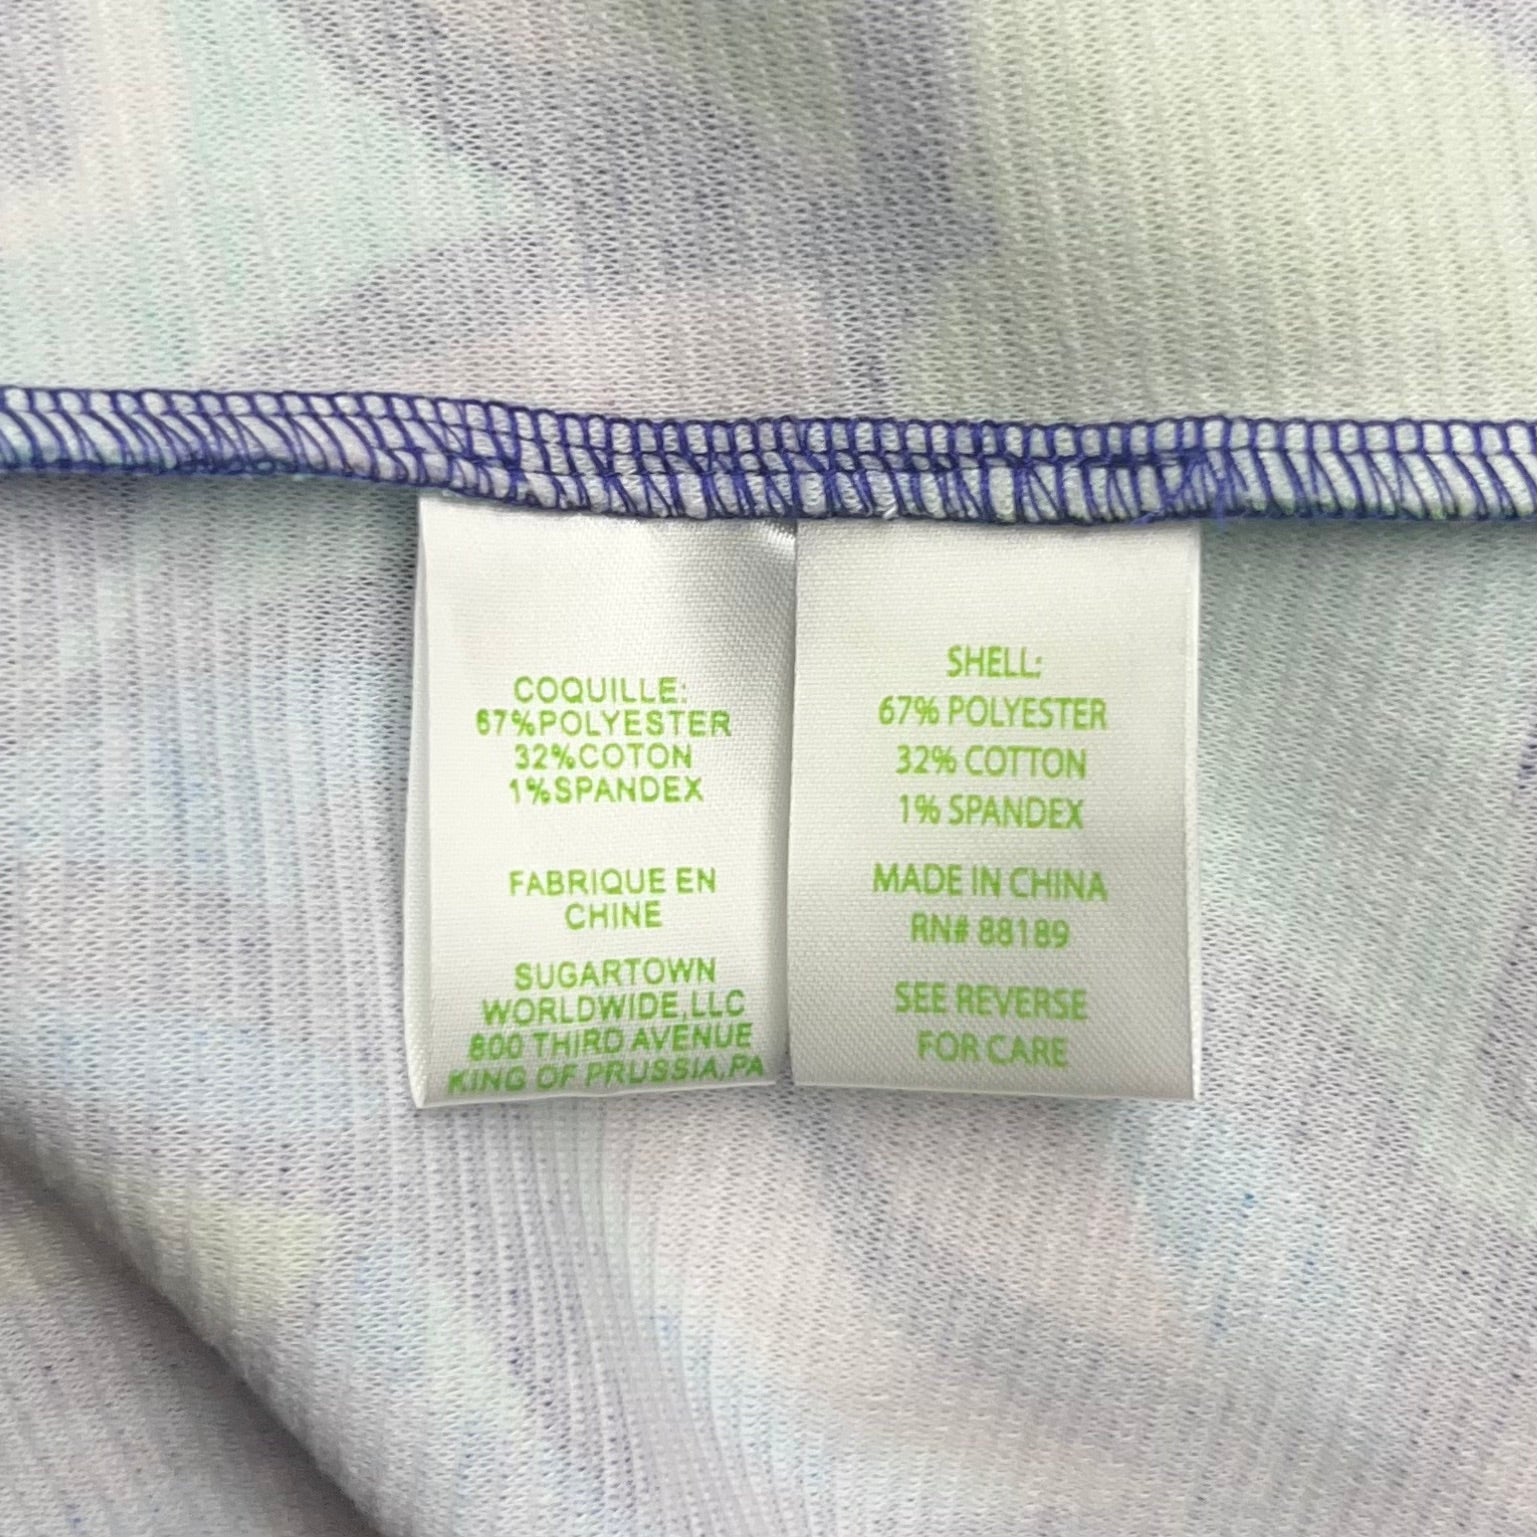 COQUILLE:
67%POLYESTER
32%COTON
1%SPANDEX
FABRIQUE EN
CHINE
SUGARTOWN
WORLDWIDE,LLC
800 THIRD AVENUE
KING OF PRUSSIA,PA
SHELL:
67% POLYESTER
32% COTTON
1% SPANDEX
MADE IN CHINA
RN# 88189
SEE REVERSE
FOR CARE